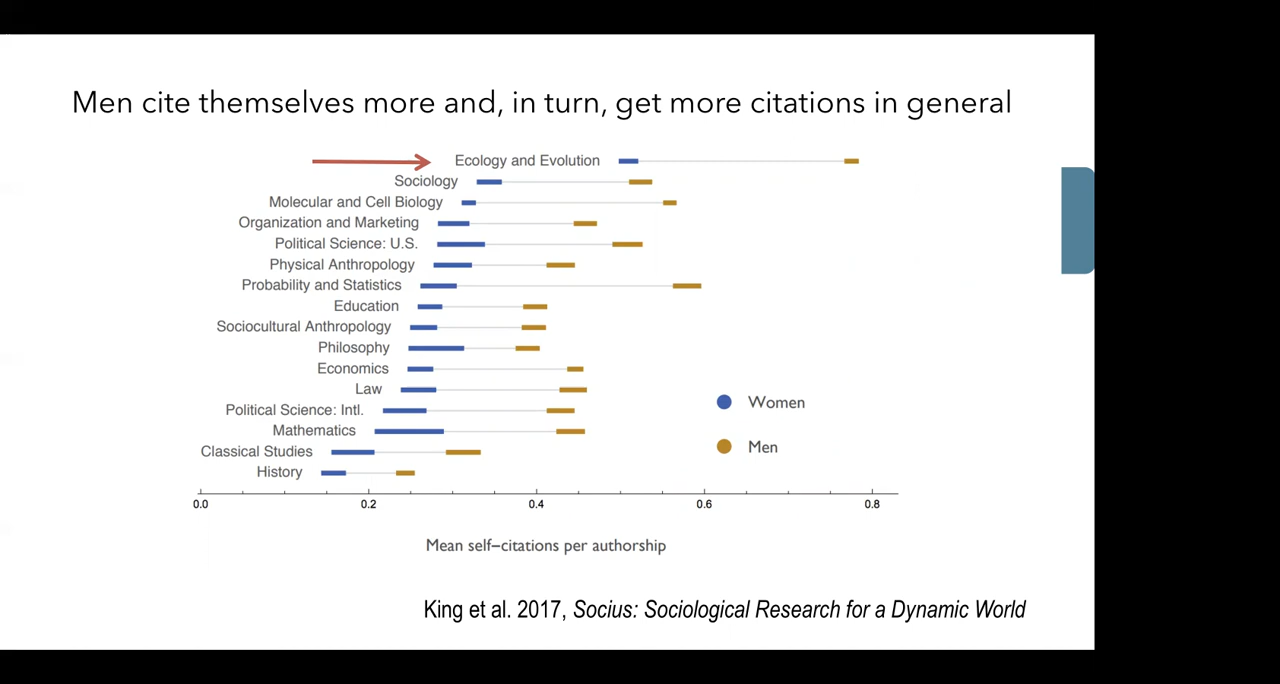 Men cite themselves more and, in turn, get more citations in general
Ecology and Evolution
Sociology
Molecular and Cell Biology
Organization and Marketing
Political Science: U.S.
Physical Anthropology
Probability and Statistics
Education
Sociocultural Anthropology
Philosophy
Economics
Law
Political Science: Intl.
Mathematics
Classical Studies
History
Women
Men
0.0 0.2 0.4 0.6 0.8
Mean self–citations per authorship
King et al. 2017, Socius: Sociological Research for a Dynamic World